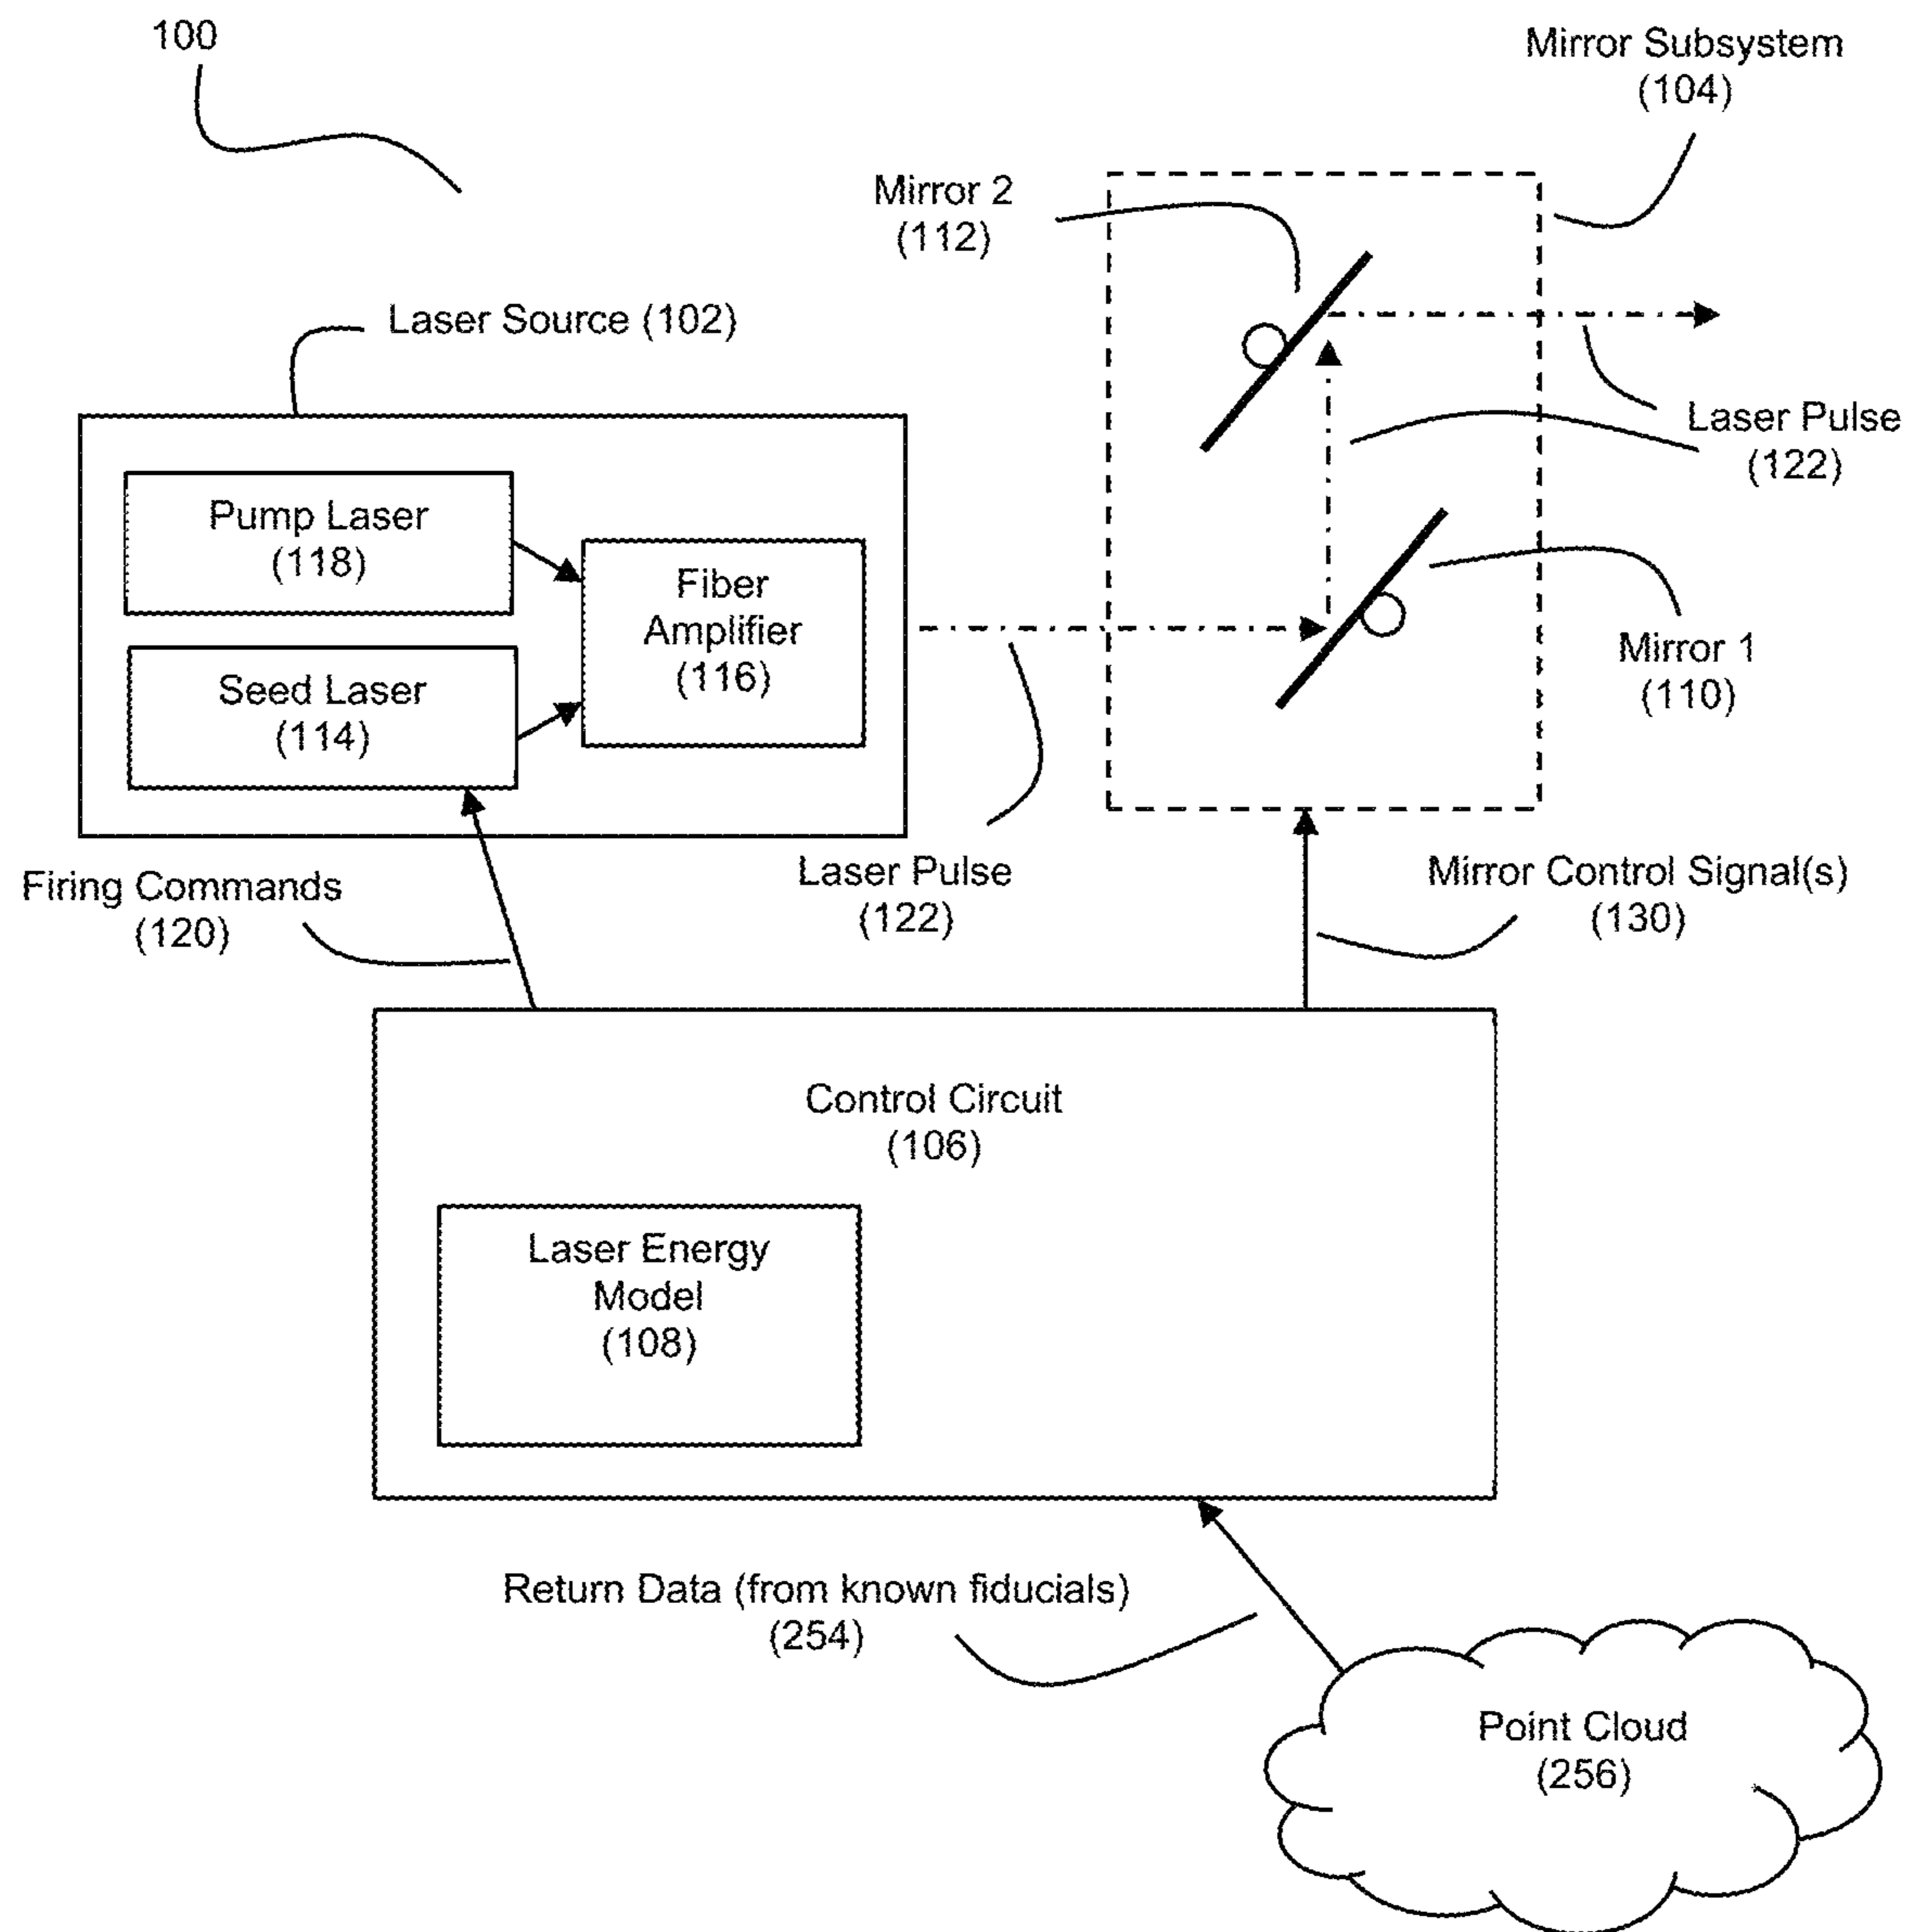 100
Mirror Subsystem
(104)
Mirror 2
(112)
Laser Source (102)
Laser Pulse
(122)
Pump Laser
(118)
Fiber
Amplifier
(116)
Seed Laser
(114)
Mirror 1
(110)
Firing Commands
(120)
Laser Pulse
(122)
Mirror Control Signal(s)
(130)
Control Circuit
(106)
Laser Energy
Model
(108)
Return Data (from known fiducials)
(254)
Point Cloud
(256)